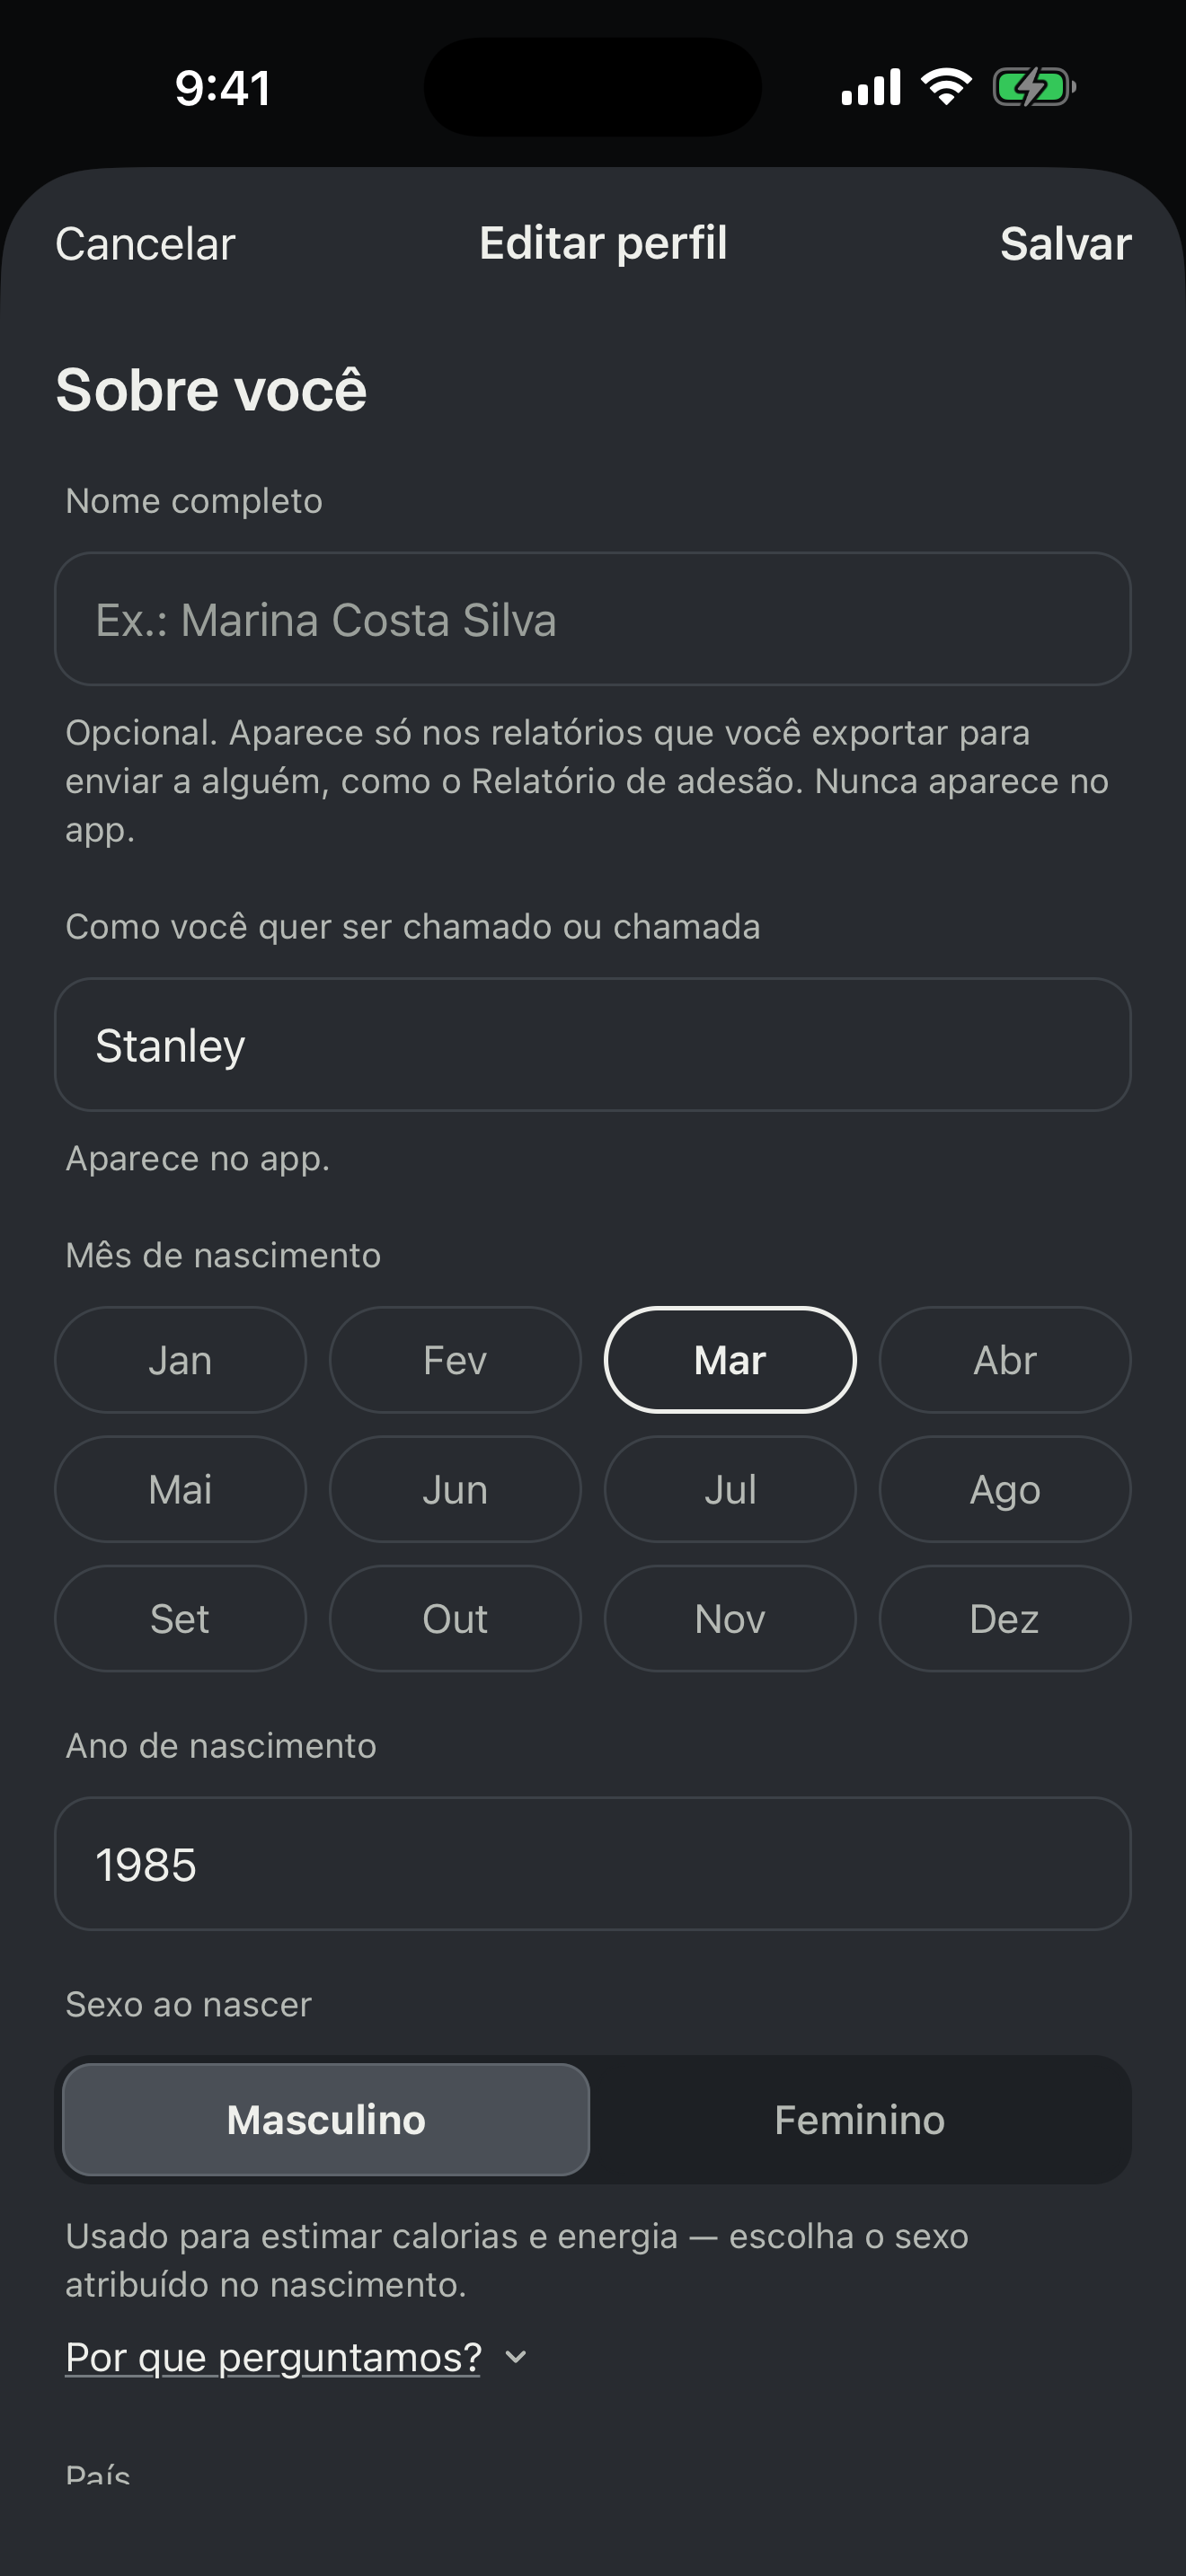 9:41
Cancelar
Editar perfil
Salvar
Sobre você
Nome completo
Ex.: Marina Costa Silva
Opcional. Aparece só nos relatórios que você exportar para
enviar a alguém, como o Relatório de adesão. Nunca aparece no
app.
Como você quer ser chamado ou chamada
Stanley
Aparece no app.
Mês de nascimento
Jan
Fev
Mar
Abr
Mai
Jun
Jul
Ago
Set
Out
Nov
Dez
Ano de nascimento
1985
Sexo ao nascer
Masculino
Feminino
Usado para estimar calorias e energia — escolha o sexo
atribuído no nascimento.
Por que perguntamos?
País